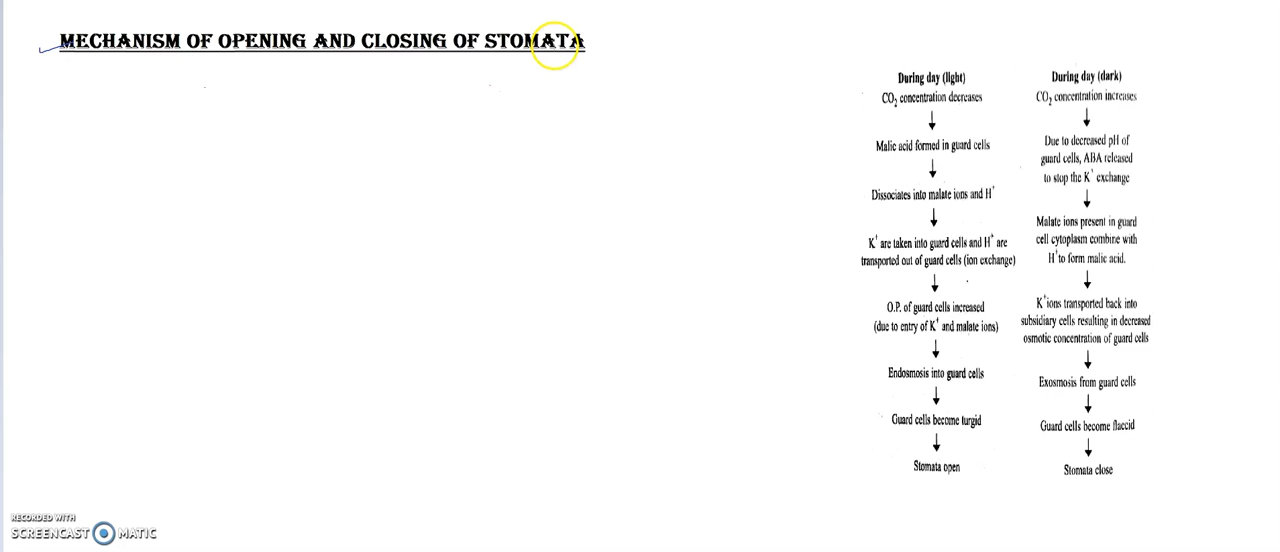 MECHANISM OF OPENING AND CLOSING OF STOMATA
During day (light)
CO₂ concentration decreases
Malic acid formed in guard cells
Dissociates into malate ions and H⁺
K⁺ are taken into guard cells and H⁺ are
transported out of guard cells (ion exchange)
O.P. of guard cells increased
(due to entry of K⁺ and malate ions)
Endosmosis into guard cells
Guard cells become turgid
Stomata open
During day (dark)
CO₂ concentration increases
Due to decreased pH of
guard cells, ABA released
to stop the K⁺ exchange
Malate ions present in guard
cell cytoplasm combine with
H⁺to form malic acid.
K⁺ions transported back into
subsidiary cells resulting in decreased
osmotic concentration of guard cells
Exosmosis from guard cells
Guard cells become flaccid
Stomata close
RECORDED WITH
SCREENCAST MATIC